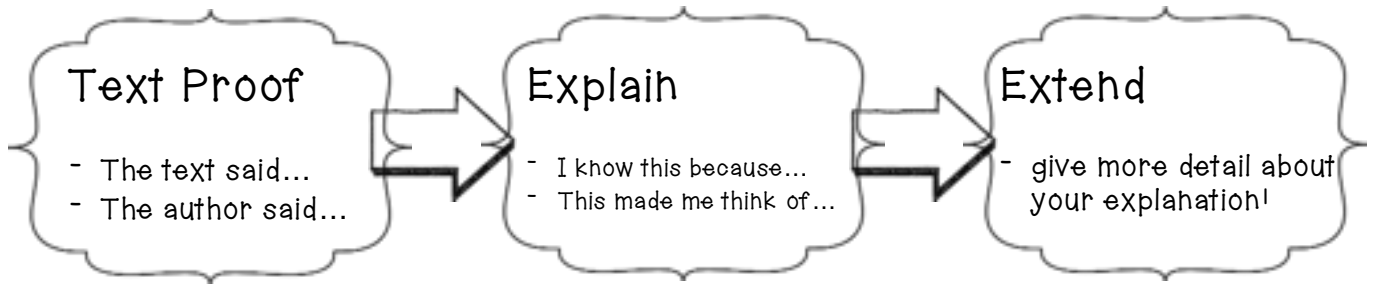 Text Proof
- The text said...
- The author said...
Explain
- I know this because...
- This made me think of...
Extend
- give more detail about
your explanation!